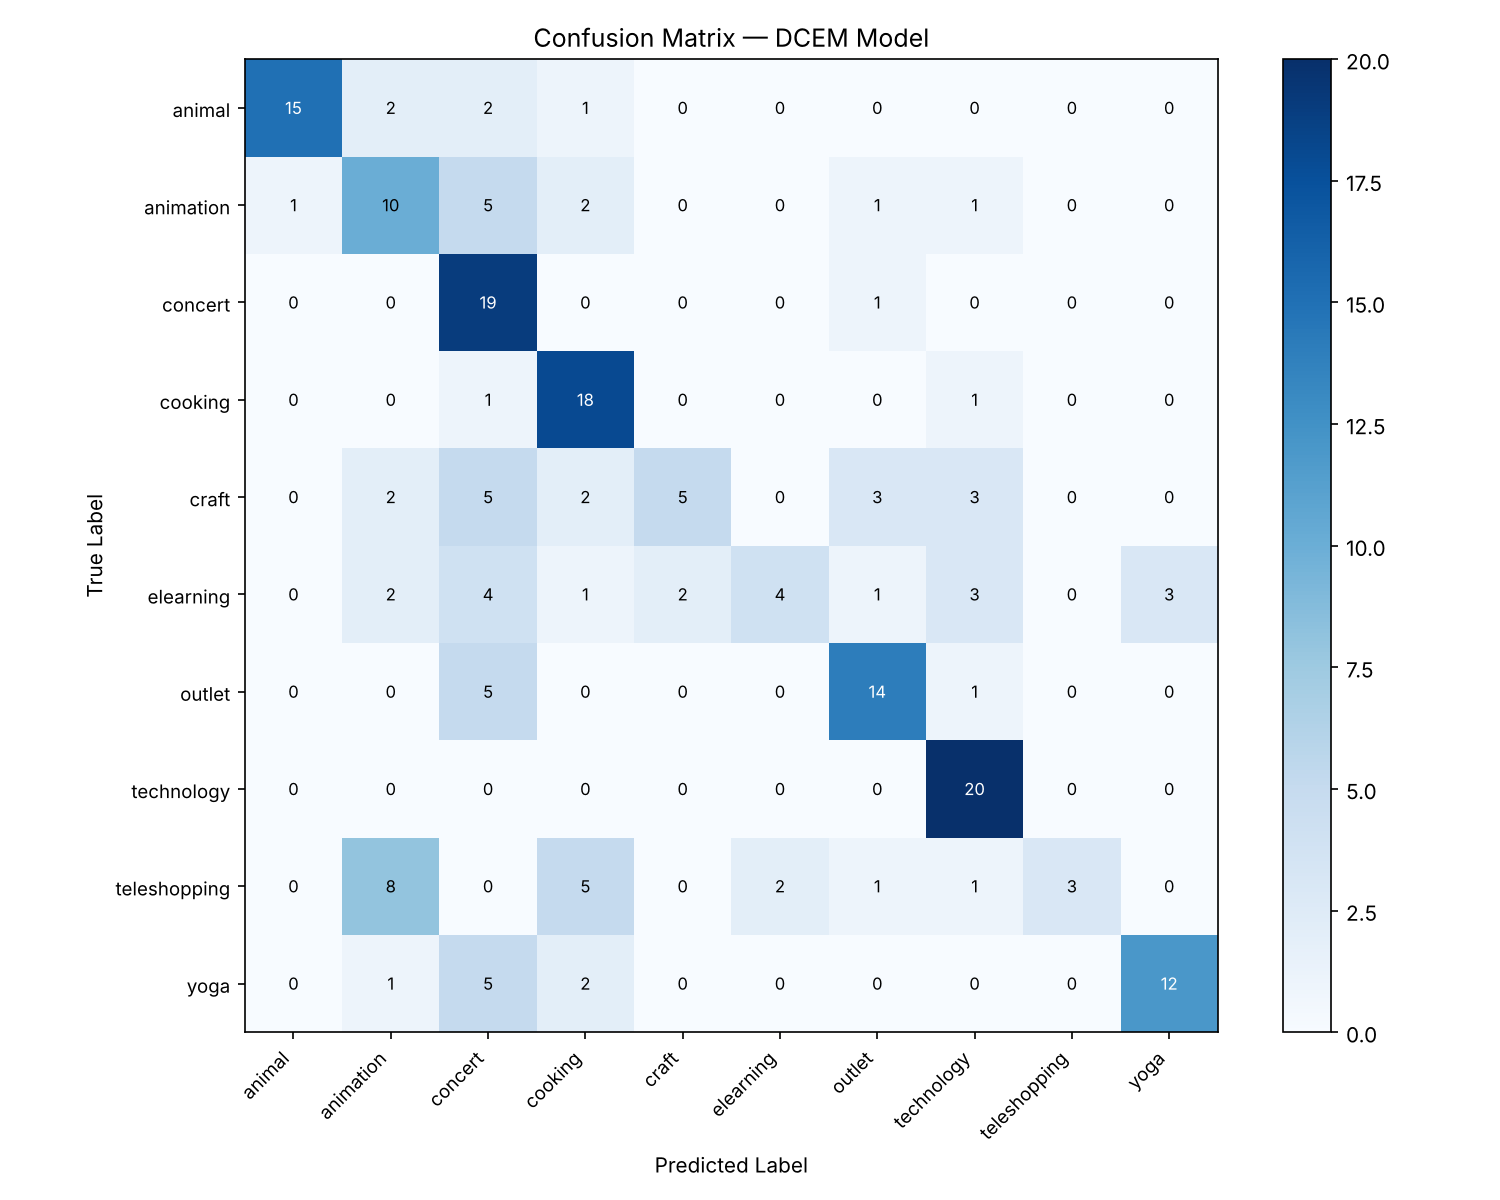 Confusion Matrix — DCEM Model
animal 15 2 2 1 0 0 0 0 0 0
animation 1 10 5 2 0 0 1 1 0 0
concert 0 0 19 0 0 0 1 0 0 0
cooking 0 0 1 18 0 0 0 1 0 0
craft 0 2 5 2 5 0 3 3 0 0
elearning 0 2 4 1 2 4 1 3 0 3
outlet 0 0 5 0 0 0 14 1 0 0
technology 0 0 0 0 0 0 0 20 0 0
teleshopping 0 8 0 5 0 2 1 1 3 0
yoga 0 1 5 2 0 0 0 0 0 12
True Label
animal animation concert cooking craft elearning outlet technology teleshopping yoga
Predicted Label
20.0
17.5
15.0
12.5
10.0
7.5
5.0
2.5
0.0